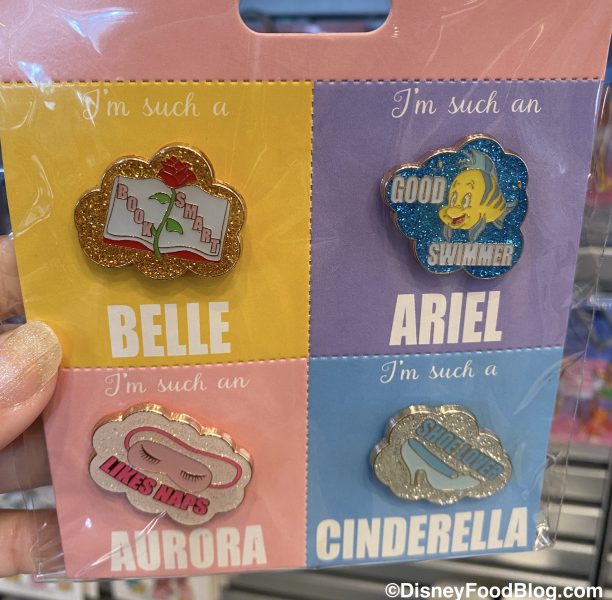 I'm such a
BOOK SMART
BELLE
I'm such an
GOOD
SWIMMER
ARIEL
I'm such an
LIKES NAPS
AURORA
I'm such a
SHOE LOVER
CINDERELLA
©DisneyFoodBlog.com